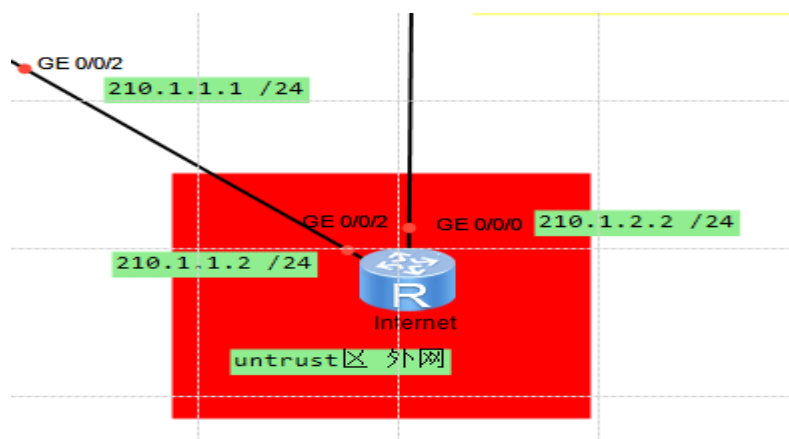 GE 0/0/2
210.1.1.1 /24
GE 0/0/2
GE 0/0/0
210.1.2.2 /24
210.1.1.2 /24
R
Internet
untrust区 外网